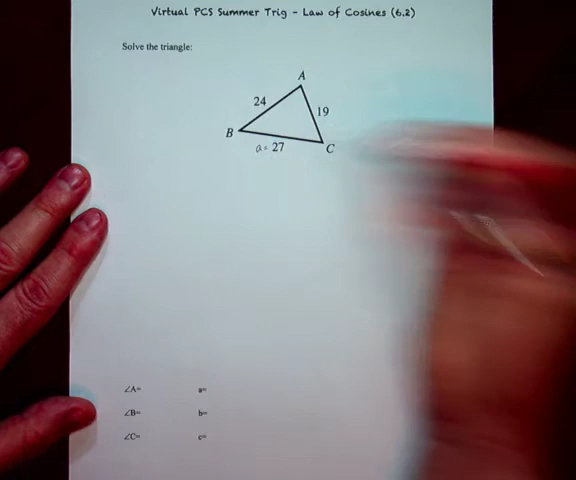 Virtual PCS Summer Trig - Law of Cosines (6.2)
Solve the triangle:
A
24
19
B
a= 27
C
∠A=
a=
∠B=
b=
∠C=
c=